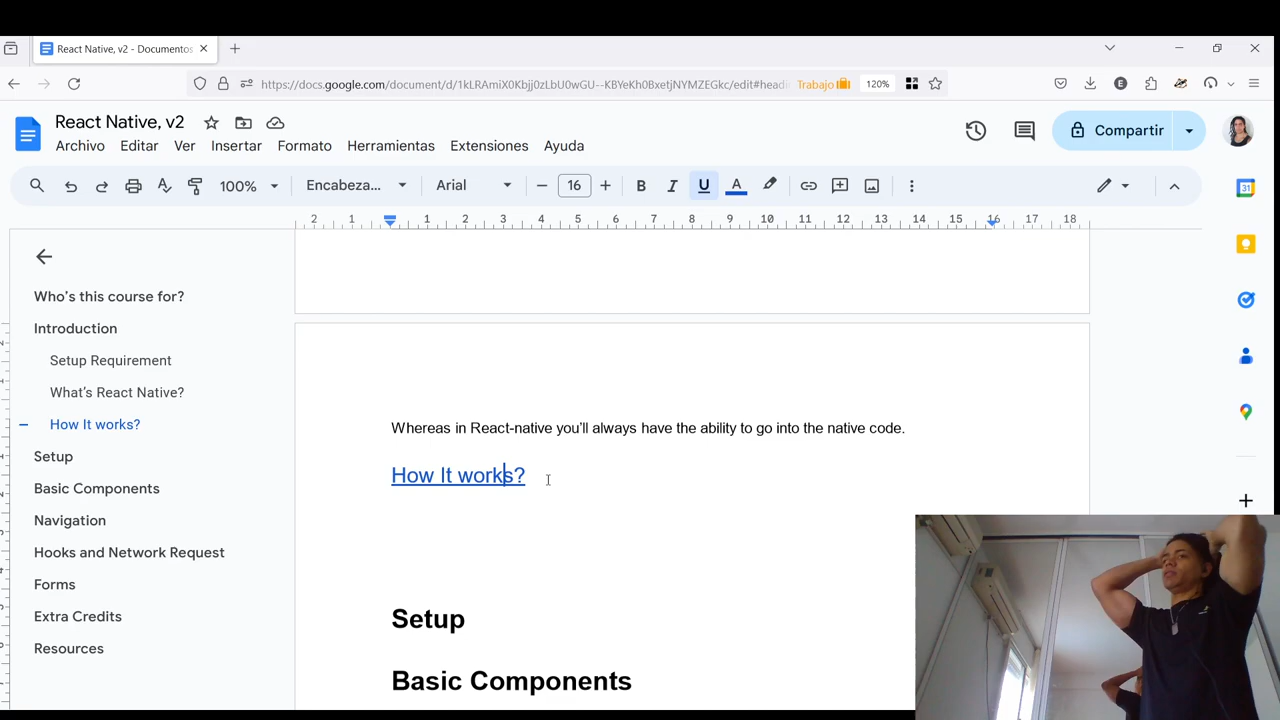 React Native, v2 - Documentos
https://docs.google.com/document/d/1kLRAmiX0Kbjj0zLbU0wGU--KBYeKh0BxetjNYMZEGkc/edit#headi
Trabajo
120%
React Native, v2
Archivo Editar Ver Insertar Formato Herramientas Extensiones Ayuda
Compartir
100% Encabeza... Arial 16 B I U A
2 1 1 2 3 4 5 6 7 8 9 10 11 12 13 14 15 16 17 18
31
Who's this course for?
Introduction
Setup Requirement
What's React Native?
How It works?
Setup
Basic Components
Navigation
Hooks and Network Request
Forms
Extra Credits
Resources
Whereas in React-native you'll always have the ability to go into the native code.
How It works?
Setup
Basic Components